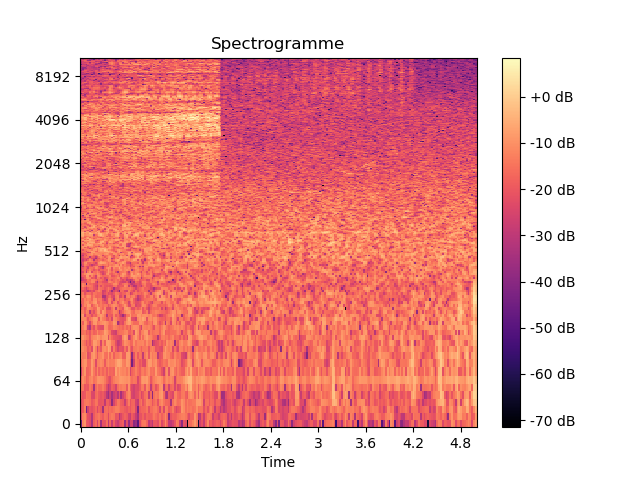 Spectrogramme
Hz
8192
4096
2048
1024
512
256
128
64
0
0 0.6 1.2 1.8 2.4 3 3.6 4.2 4.8
Time
+0 dB
-10 dB
-20 dB
-30 dB
-40 dB
-50 dB
-60 dB
-70 dB